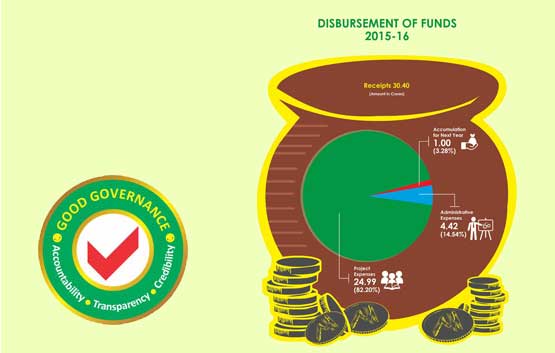 DISBURSEMENT OF FUNDS
2015-16
Receipts 30.40
(Amount in Crores)
Accumulation
for Next Year
1.00
(3.28%)
Administrative
Expenses
4.42
(14.54%)
Project
Expenses
24.99
(82.20%)
GOOD GOVERNANCE
Accountability • Transparency • Credibility